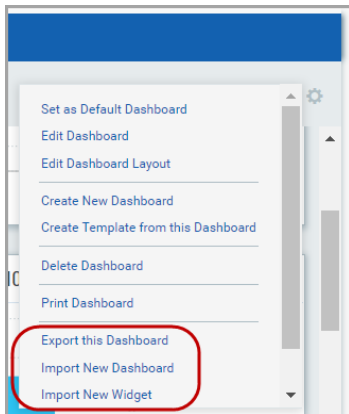 Set as Default Dashboard
Edit Dashboard
Edit Dashboard Layout
Create New Dashboard
Create Template from this Dashboard
Delete Dashboard
Print Dashboard
Export this Dashboard
Import New Dashboard
Import New Widget